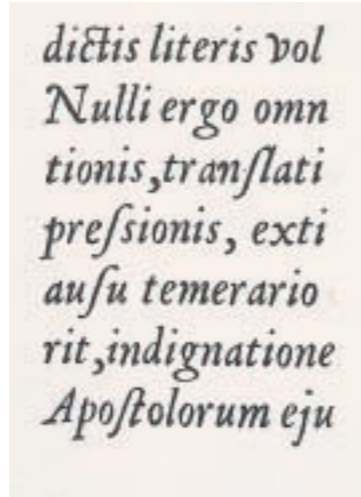 dictis literis vol
Nulli ergo omn
tionis,tranſlati
preſsionis, exti
auſu temerario
rit,indignatione
Apoſtolorum eju